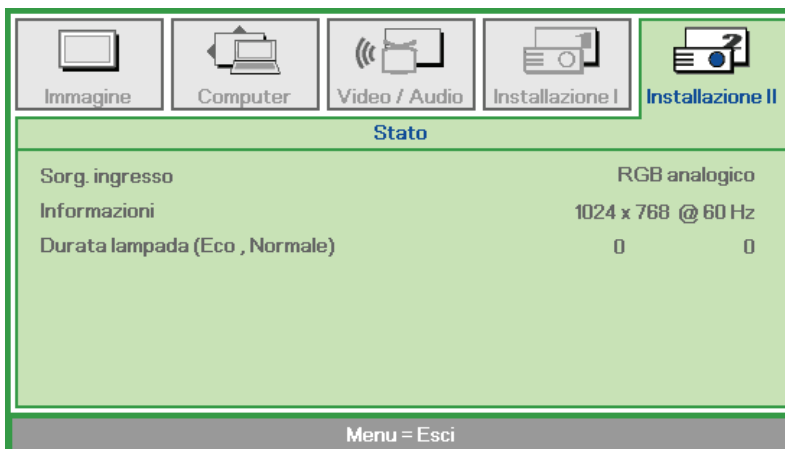 Immagine Computer Video / Audio Installazione I Installazione II
Stato
Sorg. ingresso RGB analogico
Informazioni 1024 x 768 @ 60 Hz
Durata lampada (Eco , Normale) 0 0
Menu = Esci